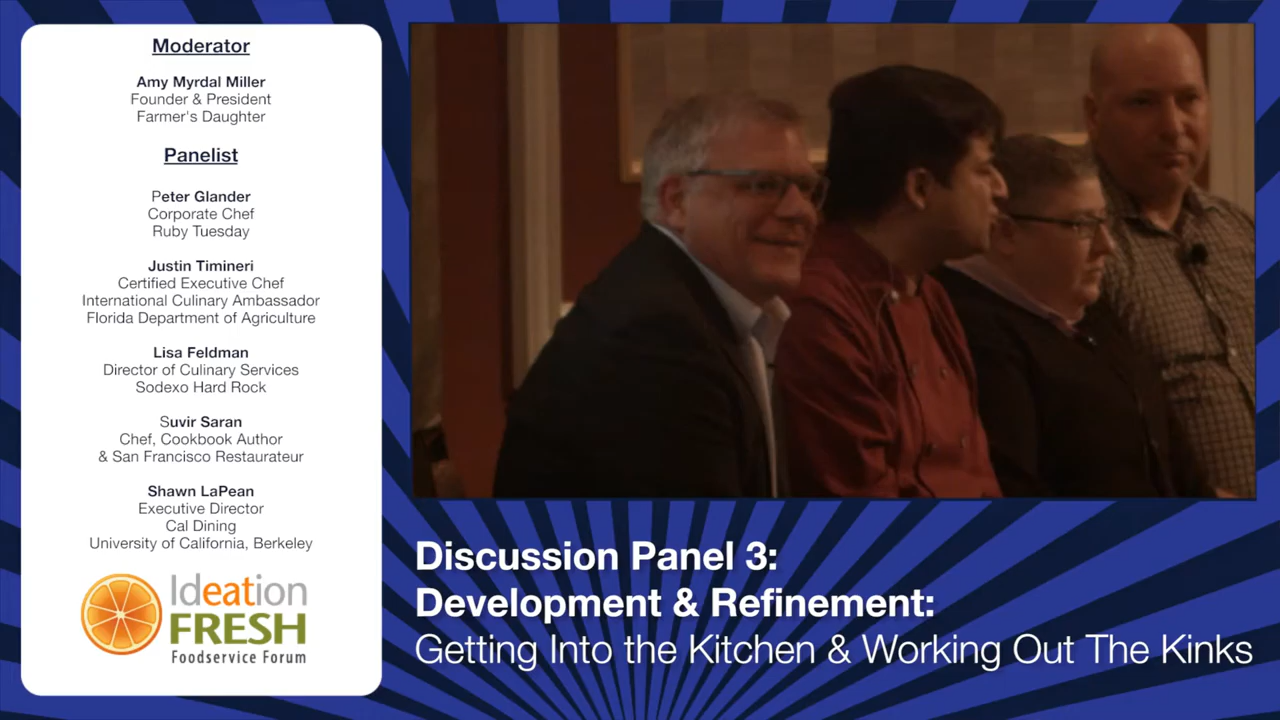 Moderator
Amy Myrdal Miller
Founder & President
Farmer's Daughter
Panelist
Peter Glander
Corporate Chef
Ruby Tuesday
Justin Timineri
Certified Executive Chef
International Culinary Ambassador
Florida Department of Agriculture
Lisa Feldman
Director of Culinary Services
Sodexo Hard Rock
Suvir Saran
Chef, Cookbook Author
& San Francisco Restaurateur
Shawn LaPean
Executive Director
Cal Dining
University of California, Berkeley
Ideation
FRESH
Foodservice Forum
Discussion Panel 3:
Development & Refinement:
Getting Into the Kitchen & Working Out The Kinks